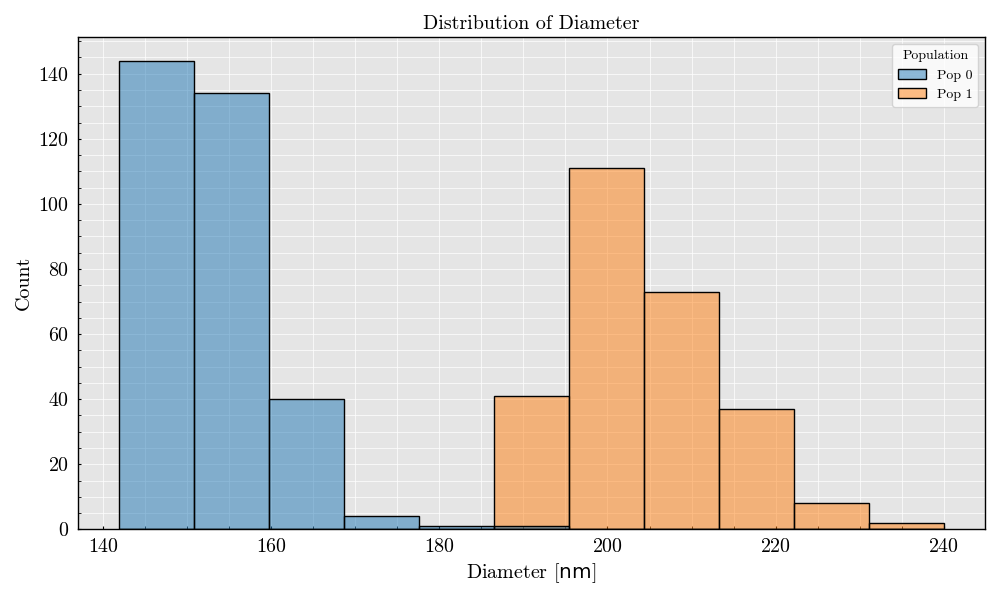 Distribution of Diameter
Population
Pop 0
Pop 1
Count
140
120
100
80
60
40
20
0
140 160 180 200 220 240
Diameter [nm]